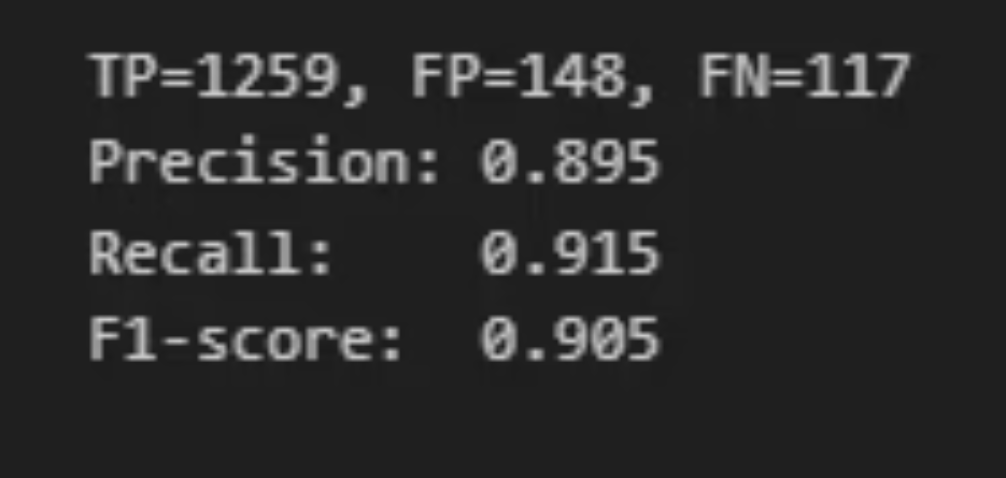 TP=1259, FP=148, FN=117
Precision: 0.895
Recall:    0.915
F1-score:  0.905